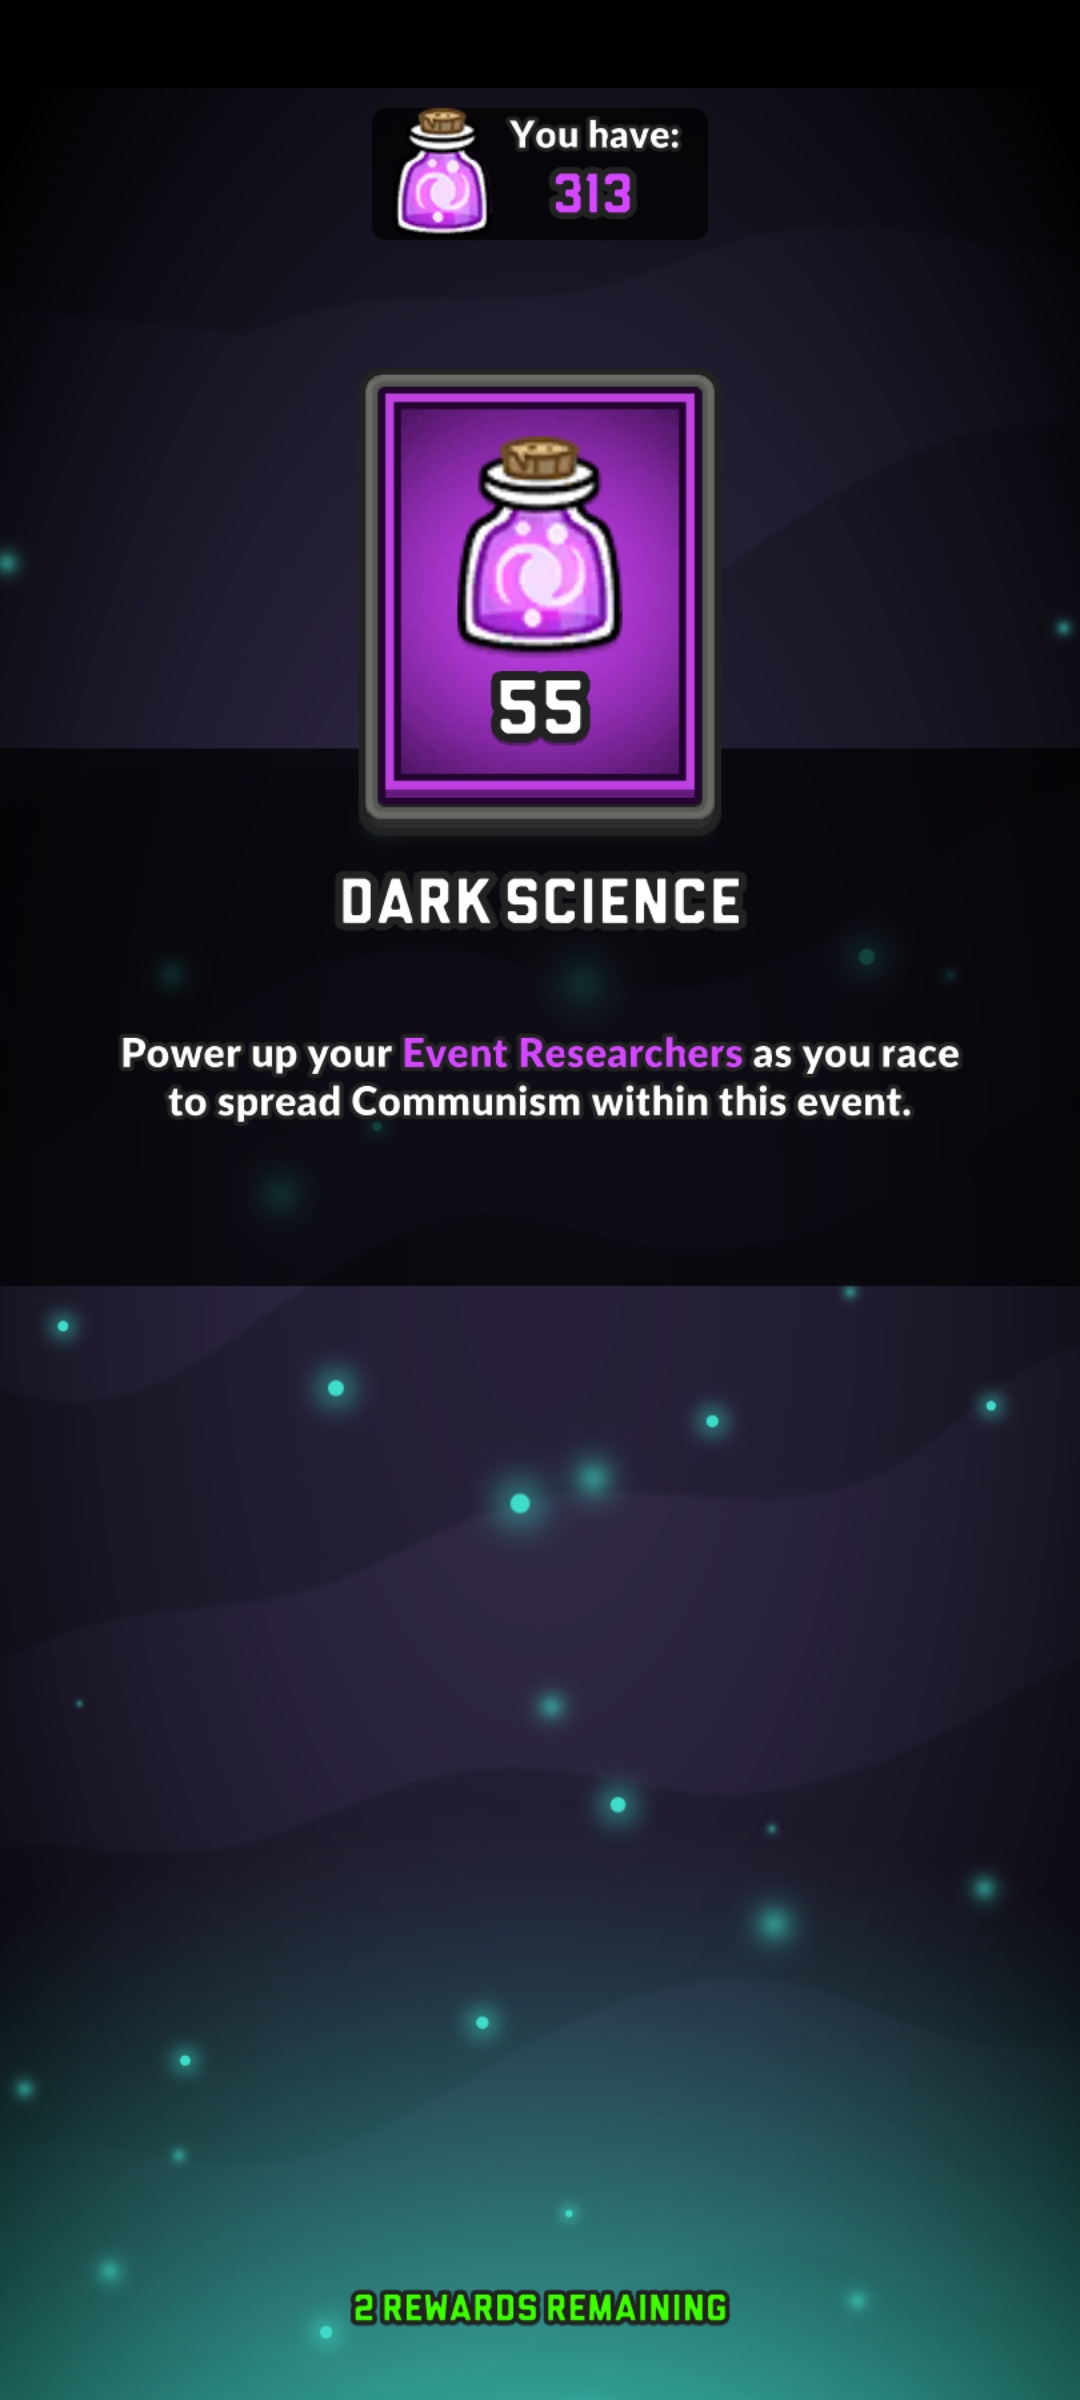 You have:
313
55
DARK SCIENCE
Power up your Event Researchers as you race
to spread Communism within this event.
2 REWARDS REMAINING